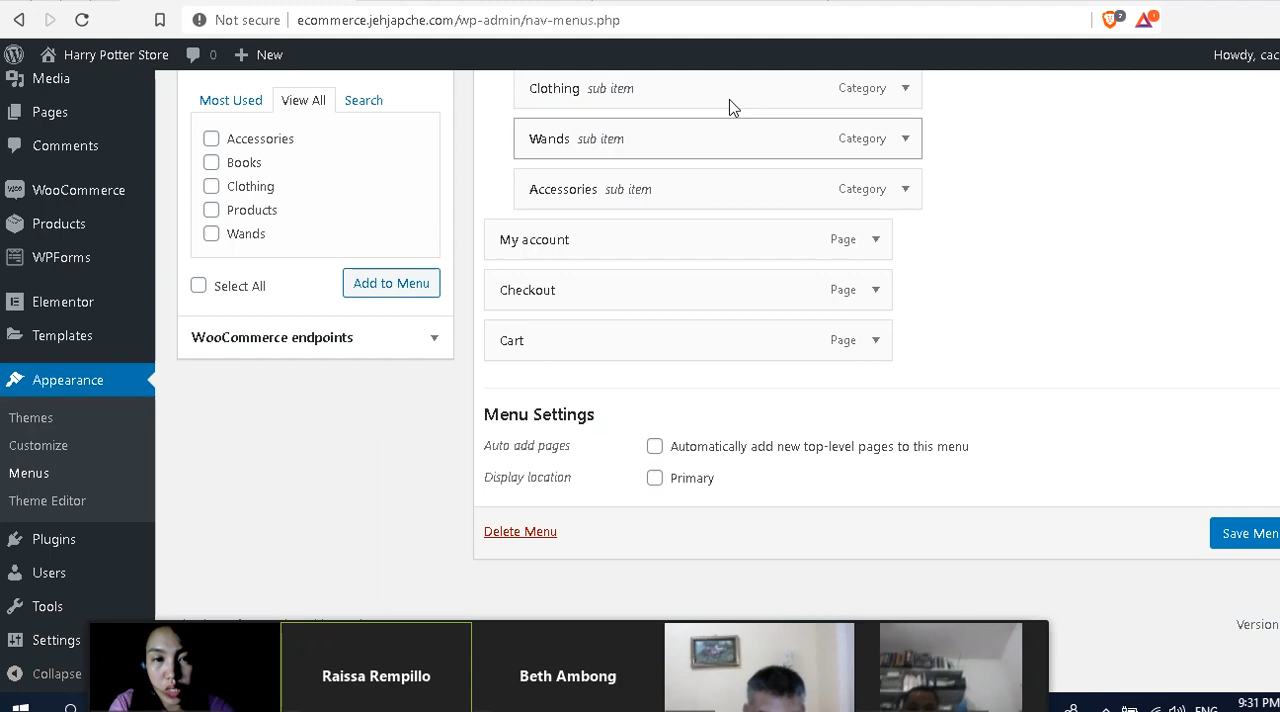 Not secure ecommerce.jehjapche.com/wp-admin/nav-menus.php 2 1
Harry Potter Store 0 New Howdy, cac
Media
Pages
Comments
WooCommerce
Products
WPForms
Elementor
Templates
Appearance
Themes
Customize
Menus
Theme Editor
Plugins
Users
Tools
Settings
Collapse
Most Used View All Search
Accessories
Books
Clothing
Products
Wands
Select All Add to Menu
WooCommerce endpoints
Clothing sub item Category
Wands sub item Category
Accessories sub item Category
My account Page
Checkout Page
Cart Page
Menu Settings
Auto add pages Automatically add new top-level pages to this menu
Display location Primary
Delete Menu Save Men
Version
Raissa Rempillo Beth Ambong
ENG 9:31 PM